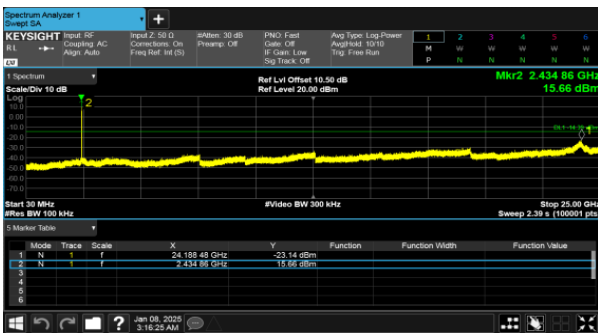 Spectrum Analyzer 1
Swept SA
+
KEYSIGHT Input: RF Input Z: 50 Ω #Atten: 30 dB PNO: Fast Avg Type: Log-Power 1 2 3 4 5 6
RL Coupling: AC Corrections: On Preamp: Off Gate: Off Avg|Hold: 10/10 M W W W W W
Align: Auto Freq Ref: Int (S) IF Gain: Low Trig: Free Run
Sig Track: Off P N N N N N
1 Spectrum Ref Lvl Offset 10.50 dB Mkr2 2.434 86 GHz
Scale/Div 10 dB Ref Level 20.00 dBm 15.66 dBm
Log
10.0
0.00
-10.0
-20.0
-30.0
-40.0
-50.0
-60.0
-70.0
2
1
Start 30 MHz #Video BW 300 kHz Stop 25.00 GHz
#Res BW 100 kHz Sweep 2.39 s (100001 pts)
5 Marker Table
Mode Trace Scale X Y Function Function Width Function Value
1 N 1 f 24.188 48 GHz -23.14 dBm
2 N 1 f 2.434 86 GHz 15.66 dBm
3
4
5
6
? Jan 08, 2025
3:16:25 AM